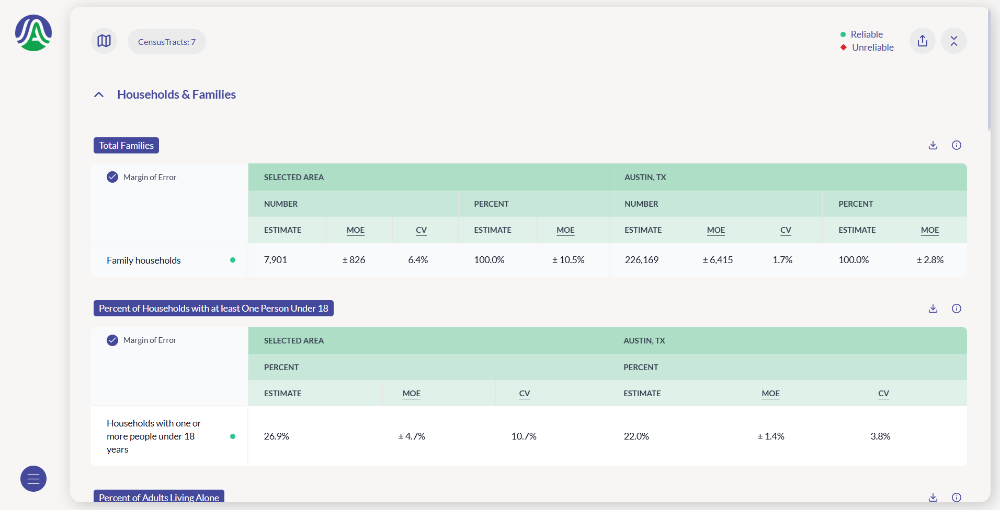 CensusTracts: 7
Reliable
Unreliable
Households & Families
Total Families
Margin of Error
SELECTED AREA
AUSTIN, TX
NUMBER
PERCENT
NUMBER
PERCENT
ESTIMATE
MOE
CV
ESTIMATE
MOE
ESTIMATE
MOE
CV
ESTIMATE
MOE
Family households
7,901
± 826
6.4%
100.0%
± 10.5%
226,169
± 6,415
1.7%
100.0%
± 2.8%
Percent of Households with at least One Person Under 18
Margin of Error
SELECTED AREA
AUSTIN, TX
PERCENT
PERCENT
ESTIMATE
MOE
CV
ESTIMATE
MOE
CV
Households with one or
more people under 18
years
26.9%
± 4.7%
10.7%
22.0%
± 1.4%
3.8%
Percent of Adults Living Alone